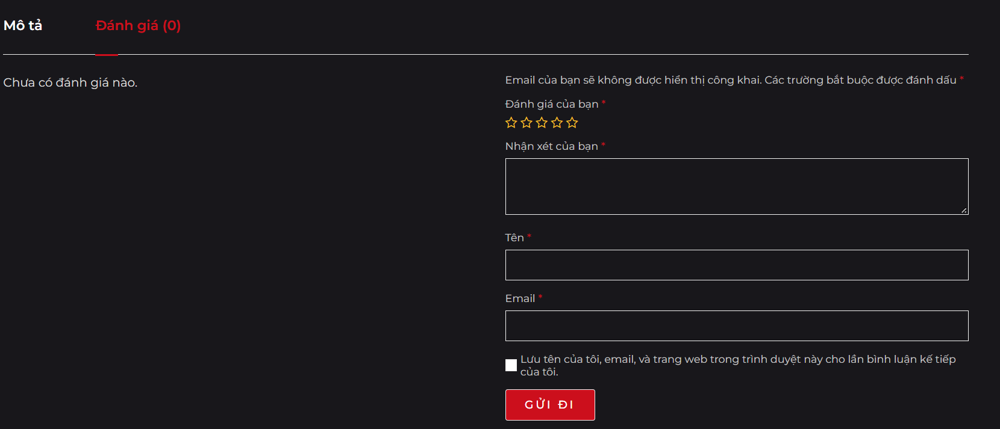 Mô tả
Đánh giá (0)
Chưa có đánh giá nào.
Email của bạn sẽ không được hiển thị công khai. Các trường bắt buộc được đánh dấu *
Đánh giá của bạn *
Nhận xét của bạn *
Tên *
Email *
Lưu tên của tôi, email, và trang web trong trình duyệt này cho lần bình luận kế tiếp
của tôi.
GỬI ĐI